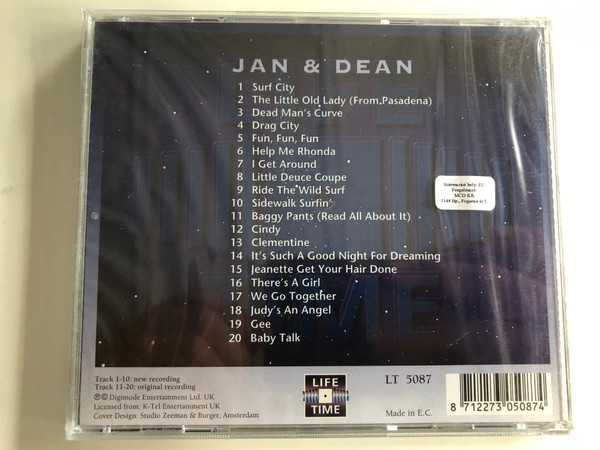 JAN & DEAN
1 Surf City
2 The Little Old Lady (From Pasadena)
3 Dead Man's Curve
4 Drag City
5 Fun, Fun, Fun
6 Help Me Rhonda
7 I Get Around
8 Little Deuce Coupe
9 Ride The Wild Surf
10 Sidewalk Surfin'
11 Baggy Pants (Read All About It)
12 Cindy
13 Clementine
14 It's Such A Good Night For Dreaming
15 Jeanette Get Your Hair Done
16 There's A Girl
17 We Go Together
18 Judy's An Angel
19 Gee
20 Baby Talk
Származási hely: EU
Forgalmazó:
MCD Kft.
Track 1-10: new recording
Track 11-20: original recording
℗© Digimode Entertainment Ltd. UK
Licensed from: K-Tel Entertainment UK
Cover Design: Studio Zeeman & Burger, Amsterdam
LIFE
TIME
LT 5087
Made in E.C.
8 712273 050874